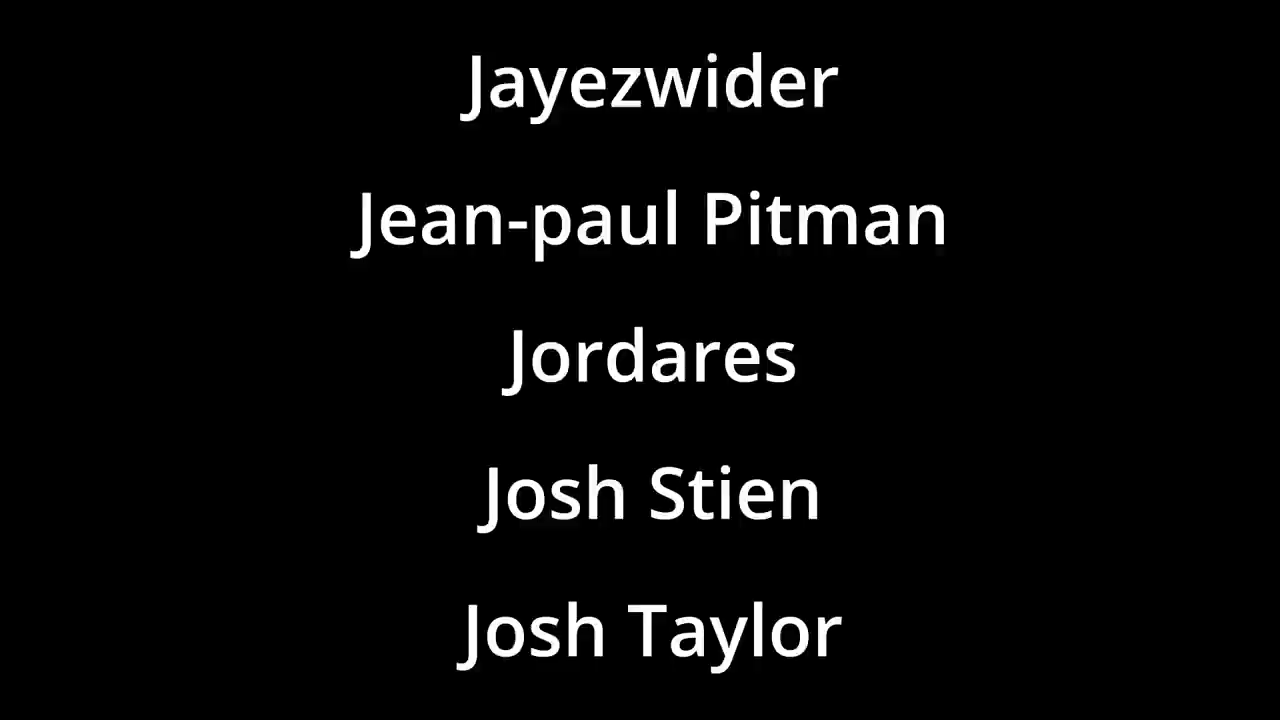 Jayezwider
Jean-paul Pitman
Jordares
Josh Stien
Josh Taylor